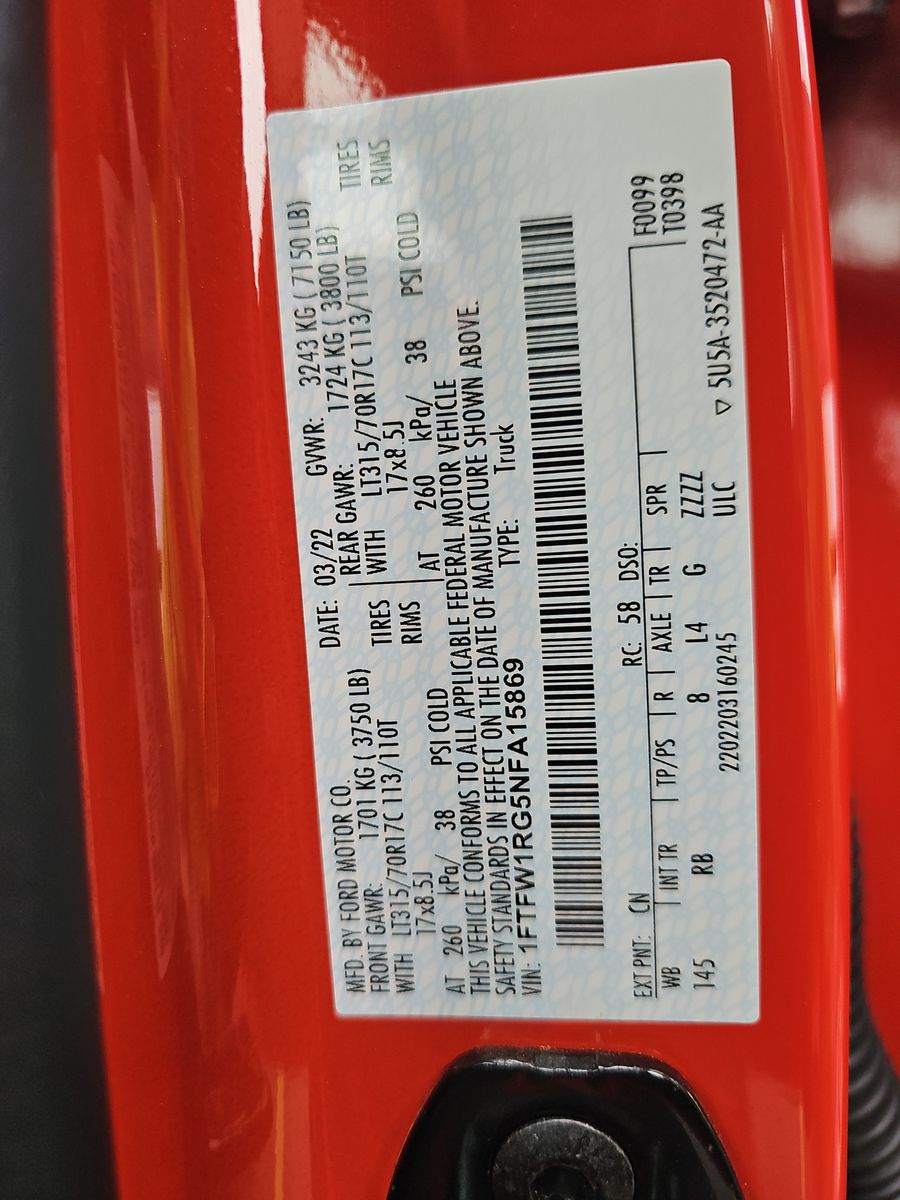 MFD. BY FORD MOTOR CO. DATE: 03/22 GVWR: 3243 KG ( 7150 LB)
FRONT GAWR: 1701 KG ( 3750 LB) REAR GAWR: 1724 KG ( 3800 LB)
WITH LT315/70R17C 113/110T TIRES WITH LT315/70R17C 113/110T TIRES
17x8.5J RIMS 17x8.5J RIMS
AT 260 kPa/ 38 PSI COLD AT 260 kPa/ 38 PSI COLD
THIS VEHICLE CONFORMS TO ALL APPLICABLE FEDERAL MOTOR VEHICLE
SAFETY STANDARDS IN EFFECT ON THE DATE OF MANUFACTURE SHOWN ABOVE.
VIN: 1FTFW1RG5NFA15869 TYPE: Truck
EXT PNT: CN RC: 58 DSO: F0099
WB INT TR TP/PS R AXLE TR SPR T0398
145 RB 8 L4 G ZZZZ
2202203160245 ULC ▽ 5U5A-3520472-AA